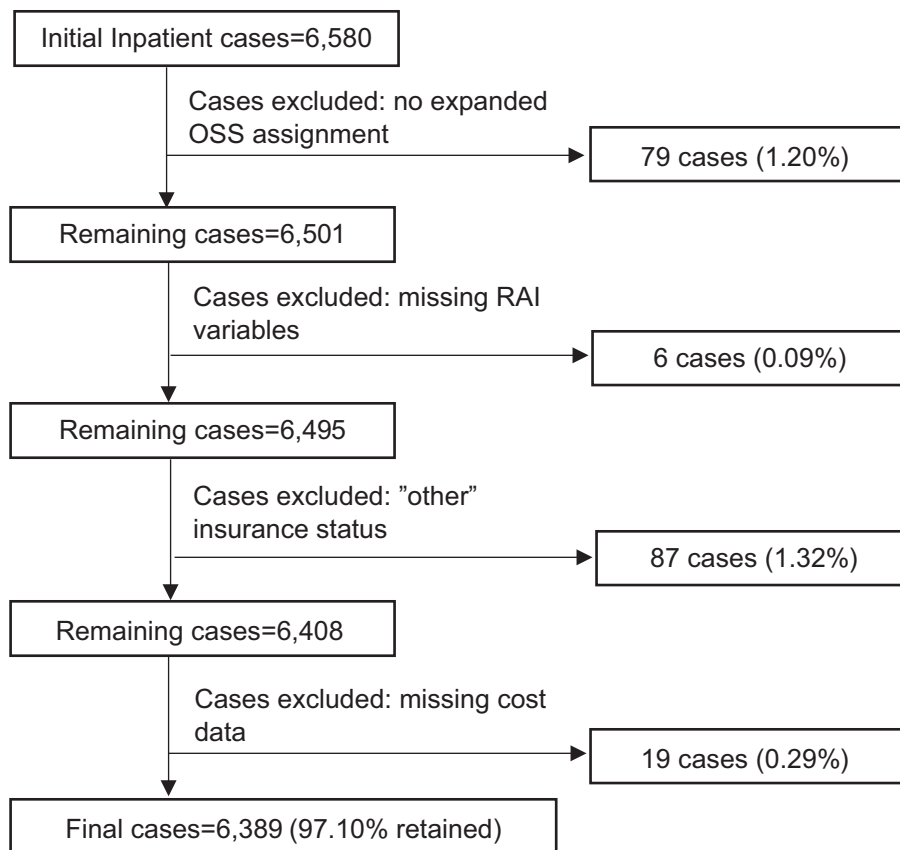 Initial Inpatient cases=6,580
Cases excluded: no expanded
OSS assignment
79 cases (1.20%)
Remaining cases=6,501
Cases excluded: missing RAI
variables
6 cases (0.09%)
Remaining cases=6,495
Cases excluded: ”other”
insurance status
87 cases (1.32%)
Remaining cases=6,408
Cases excluded: missing cost
data
19 cases (0.29%)
Final cases=6,389 (97.10% retained)